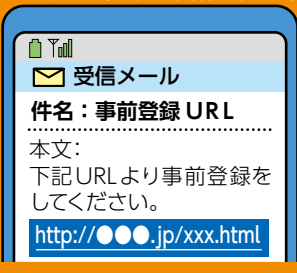 受信メール
件名：事前登録URL
本文：
下記URLより事前登録を
してください。
http://●●●.jp/xxx.html